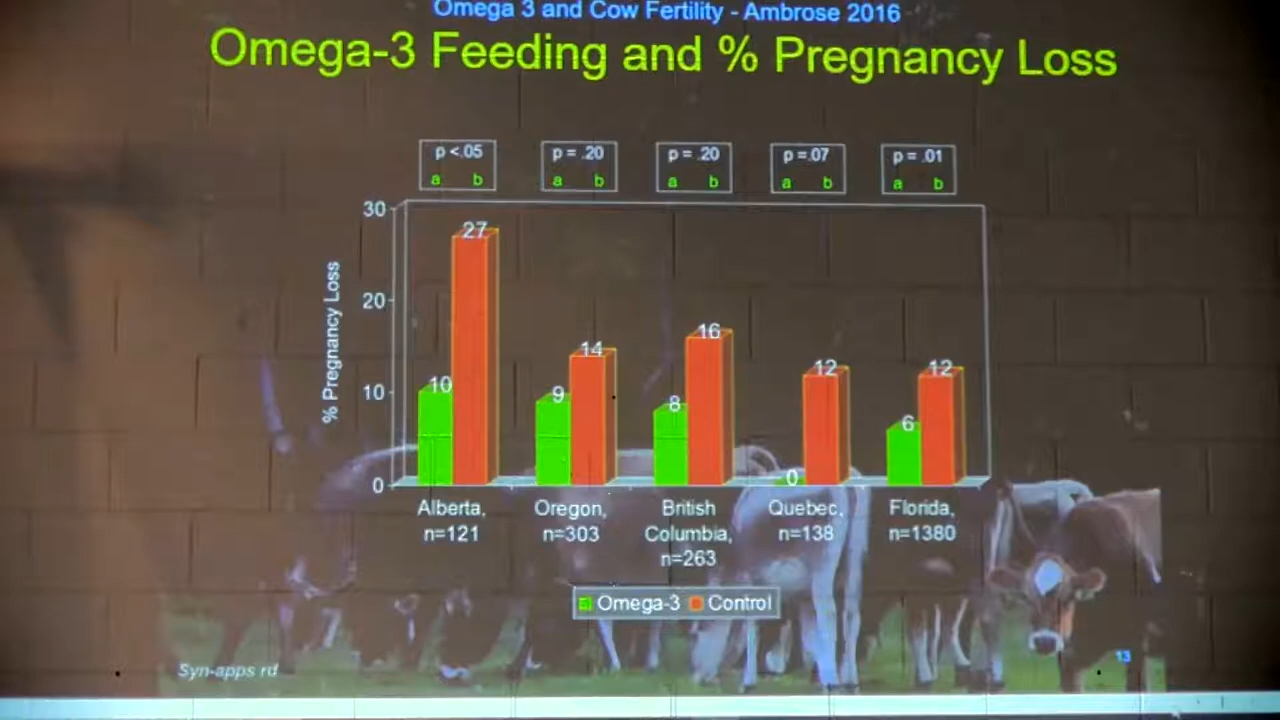 Omega 3 and Cow Fertility - Ambrose 2016
Omega-3 Feeding and % Pregnancy Loss
p <.05
a b
p = .20
a b
p = .20
a b
p =.07
a b
p = .01
a b
% Pregnancy Loss
30
20
10
0
10
27
9
14
8
16
0
12
6
12
Alberta,
n=121
Oregon,
n=303
British
Columbia,
n=263
Quebec,
n=138
Florida,
n=1380
Omega-3 Control
Syn-apps rd
13